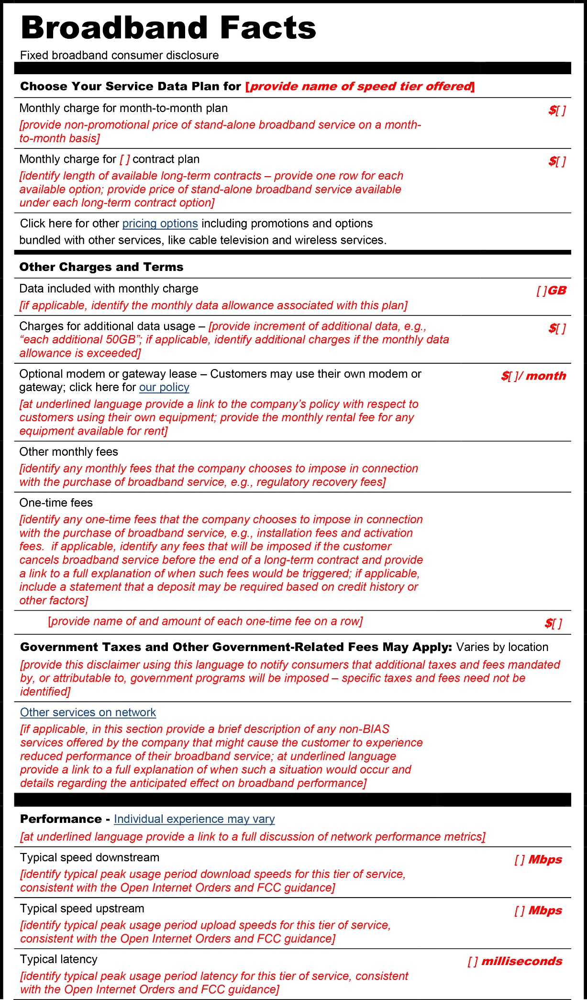 Broadband Facts
Fixed broadband consumer disclosure
Choose Your Service Data Plan for [provide name of speed tier offered]
Monthly charge for month-to-month plan $[ ]
[provide non-promotional price of stand-alone broadband service on a month-
to-month basis]
Monthly charge for [ ] contract plan $[ ]
[identify length of available long-term contracts – provide one row for each
available option; provide price of stand-alone broadband service available
under each long-term contract option]
Click here for other pricing options including promotions and options
bundled with other services, like cable television and wireless services.
Other Charges and Terms
Data included with monthly charge [ ]GB
[if applicable, identify the monthly data allowance associated with this plan]
Charges for additional data usage – [provide increment of additional data, e.g., $[ ]
“each additional 50GB”; if applicable, identify additional charges if the monthly data
allowance is exceeded]
Optional modem or gateway lease – Customers may use their own modem or $[ ]/ month
gateway; click here for our policy
[at underlined language provide a link to the company’s policy with respect to
customers using their own equipment; provide the monthly rental fee for any
equipment available for rent]
Other monthly fees
[identify any monthly fees that the company chooses to impose in connection
with the purchase of broadband service, e.g., regulatory recovery fees]
One-time fees
[identify any one-time fees that the company chooses to impose in connection
with the purchase of broadband service, e.g., installation fees and activation
fees.  if applicable, identify any fees that will be imposed if the customer
cancels broadband service before the end of a long-term contract and provide
a link to a full explanation of when such fees would be triggered; if applicable,
include a statement that a deposit may be required based on credit history or
other factors]
[provide name of and amount of each one-time fee on a row] $[ ]
Government Taxes and Other Government-Related Fees May Apply: Varies by location
[provide this disclaimer using this language to notify consumers that additional taxes and fees mandated
by, or attributable to, government programs will be imposed – specific taxes and fees need not be
identified]
Other services on network
[if applicable, in this section provide a brief description of any non-BIAS
services offered by the company that might cause the customer to experience
reduced performance of their broadband service; at underlined language
provide a link to a full explanation of when such a situation would occur and
details regarding the anticipated effect on broadband performance]
Performance - Individual experience may vary
[at underlined language provide a link to a full discussion of network performance metrics]
Typical speed downstream [ ] Mbps
[identify typical peak usage period download speeds for this tier of service,
consistent with the Open Internet Orders and FCC guidance]
Typical speed upstream [ ] Mbps
[identify typical peak usage period upload speeds for this tier of service,
consistent with the Open Internet Orders and FCC guidance]
Typical latency [ ] milliseconds
[identify typical peak usage period latency for this tier of service, consistent
with the Open Internet Orders and FCC guidance]